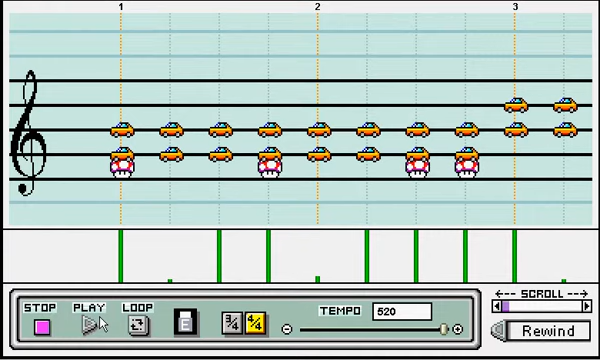 1 2 3
STOP PLAY LOOP
3/4 4/4
TEMPO 520
E
←-- SCROLL --→
Rewind